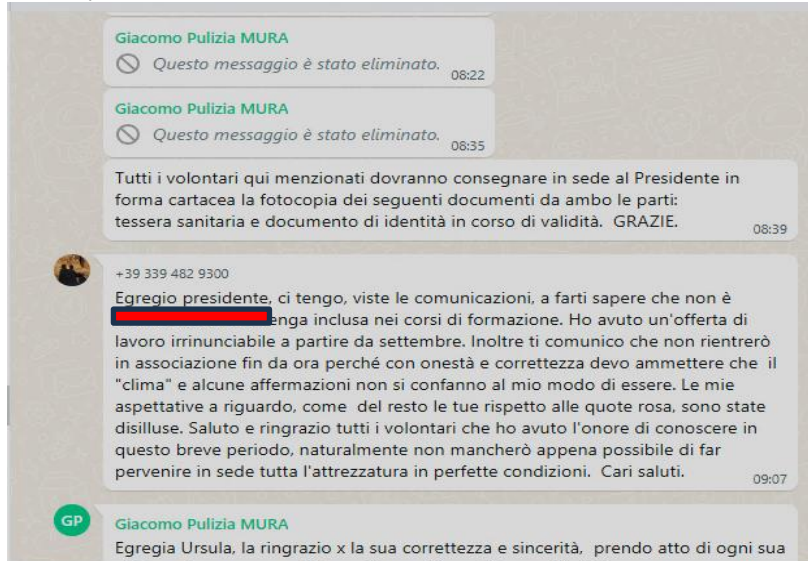 Giacomo Pulizia MURA
Questo messaggio è stato eliminato. 08:22
Giacomo Pulizia MURA
Questo messaggio è stato eliminato. 08:35
Tutti i volontari qui menzionati dovranno consegnare in sede al Presidente in
forma cartacea la fotocopia dei seguenti documenti da ambo le parti:
tessera sanitaria e documento di identità in corso di validità. GRAZIE. 08:39
+39 339 482 9300
Egregio presidente, ci tengo, viste le comunicazioni, a farti sapere che non è
enga inclusa nei corsi di formazione. Ho avuto un'offerta di
lavoro irrinunciabile a partire da settembre. Inoltre ti comunico che non rientrerò
in associazione fin da ora perché con onestà e correttezza devo ammettere che il
"clima" e alcune affermazioni non si confanno al mio modo di essere. Le mie
aspettative a riguardo, come del resto le tue rispetto alle quote rosa, sono state
disilluse. Saluto e ringrazio tutti i volontari che ho avuto l'onore di conoscere in
questo breve periodo, naturalmente non mancherò appena possibile di far
pervenire in sede tutta l'attrezzatura in perfette condizioni. Cari saluti. 09:07
GP
Giacomo Pulizia MURA
Egregia Ursula, la ringrazio x la sua correttezza e sincerità, prendo atto di ogni sua